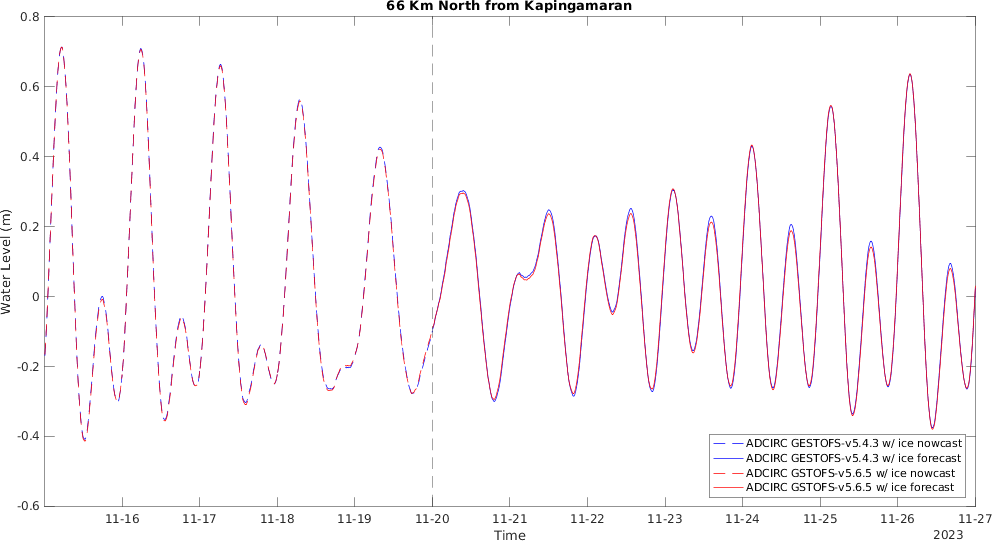 66 Km North from Kapingamaran
Water Level (m)
0.8
0.6
0.4
0.2
0
-0.2
-0.4
-0.6
ADCIRC GESTOFS-v5.4.3 w/ ice nowcast
ADCIRC GESTOFS-v5.4.3 w/ ice forecast
ADCIRC GSTOFS-v5.6.5 w/ ice nowcast
ADCIRC GSTOFS-v5.6.5 w/ ice forecast
11-16 11-17 11-18 11-19 11-20 11-21 11-22 11-23 11-24 11-25 11-26 11-27
Time
2023